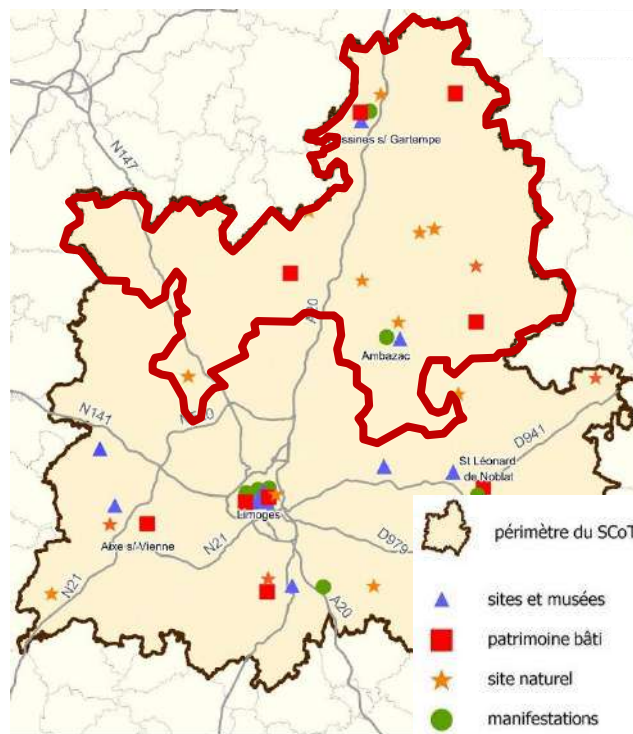 ssines s/ Gartempe
N147
A20
Ambazac
N141
N520
D941
St Léonard
de Noblat
Limoges
Aixe s/Vienne
N21
D979
N21
A20
périmètre du SCoT
sites et musées
patrimoine bâti
site naturel
manifestations